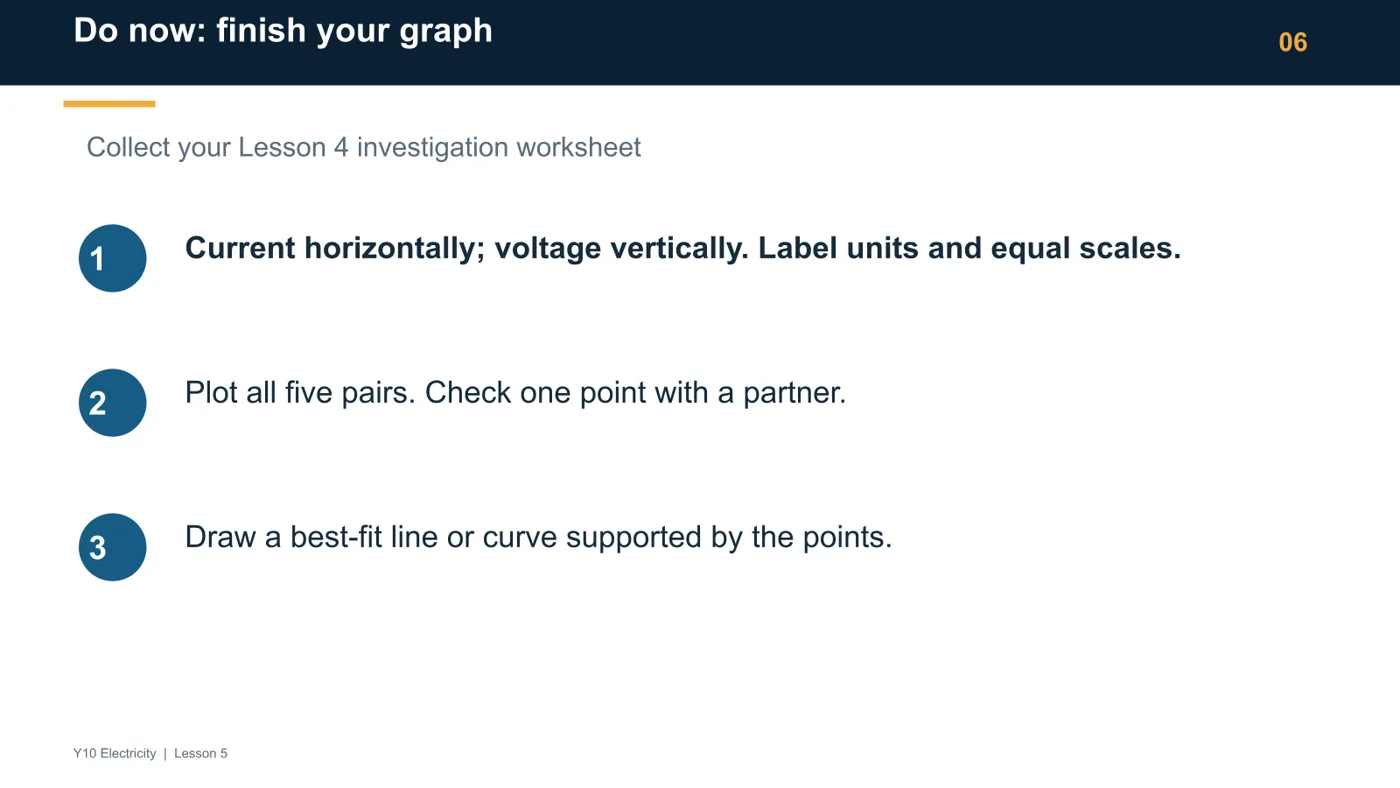 Do now: finish your graph
06
Collect your Lesson 4 investigation worksheet
1
Current horizontally; voltage vertically. Label units and equal scales.
2
Plot all five pairs. Check one point with a partner.
3
Draw a best-fit line or curve supported by the points.
Y10 Electricity | Lesson 5